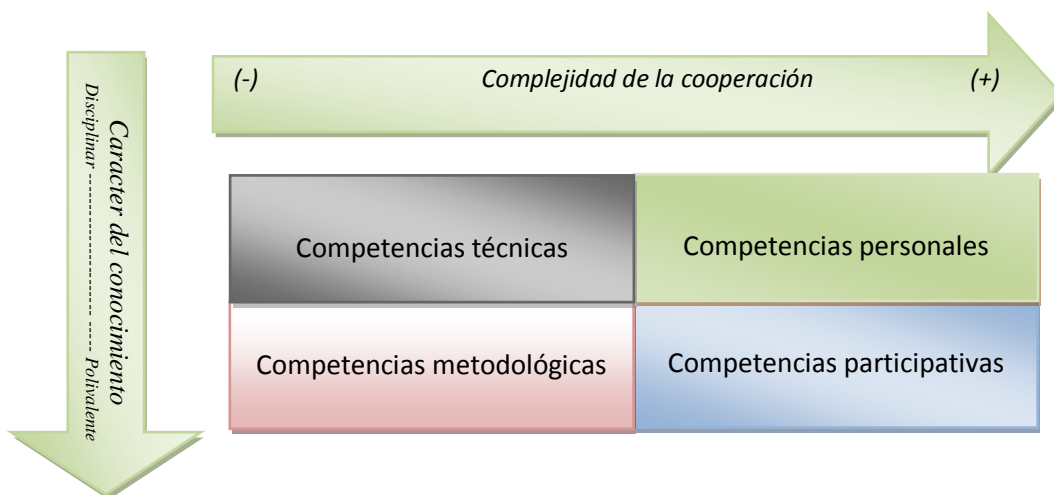 (-) Complejidad de la cooperación (+)
Caracter del conocimiento
Disciplinar ---------------------- ----- Polivalente
Competencias técnicas
Competencias personales
Competencias metodológicas
Competencias participativas